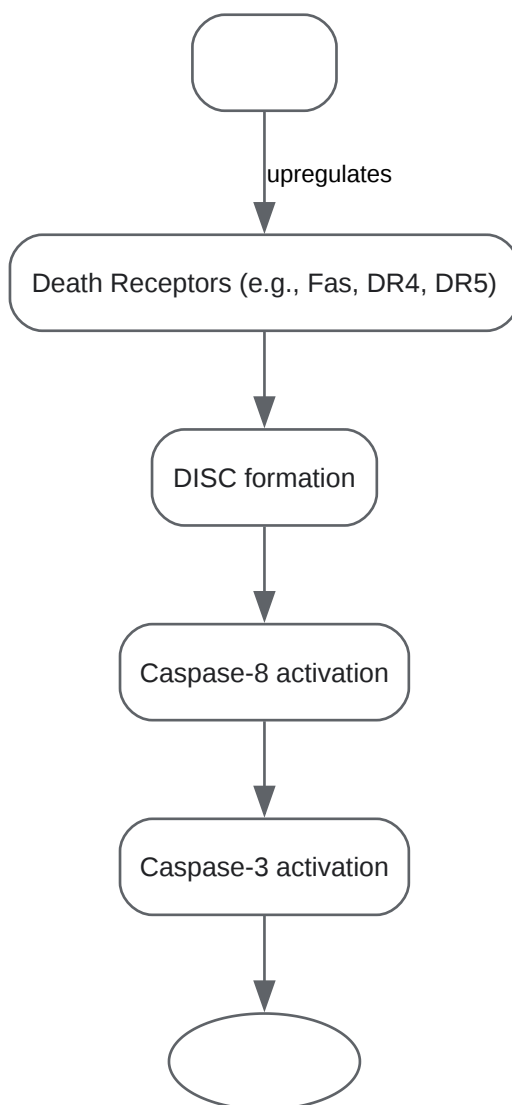 upregulates
Death Receptors (e.g., Fas, DR4, DR5)
DISC formation
Caspase-8 activation
Caspase-3 activation